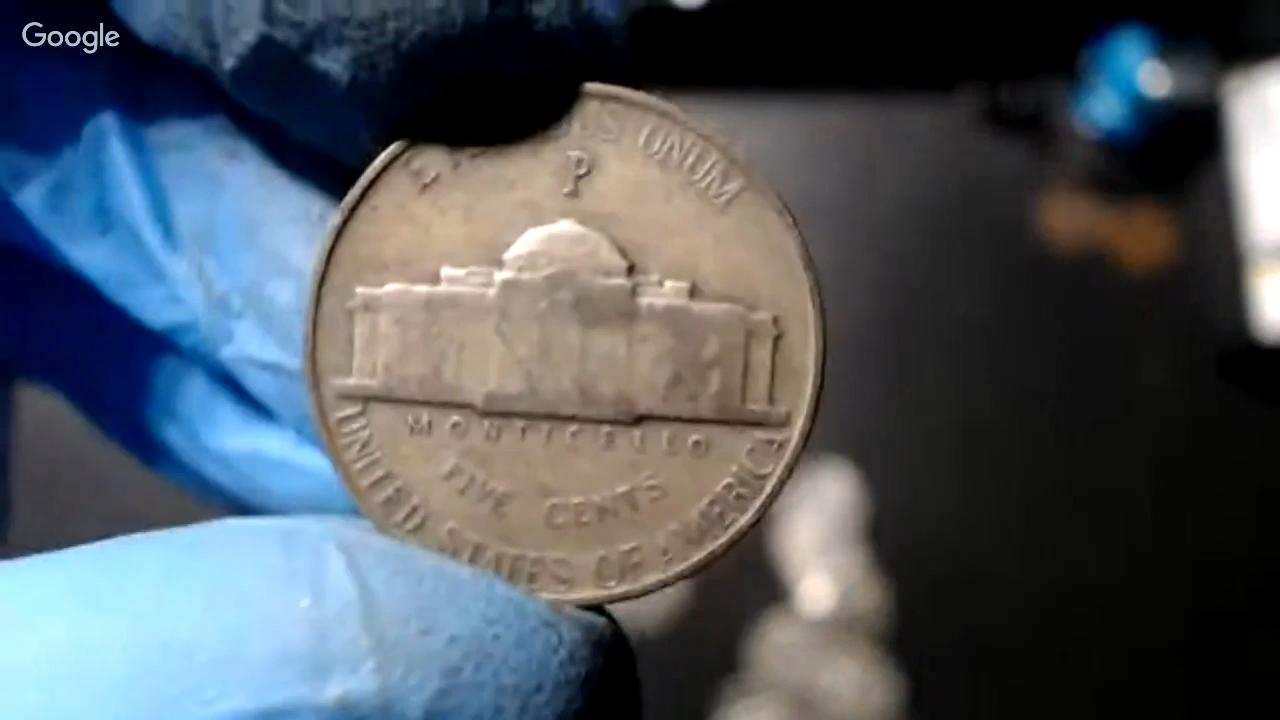 Google
UNUM
P
MONTICELLO
FIVE CENTS
UNITED STATES OF AMERICA